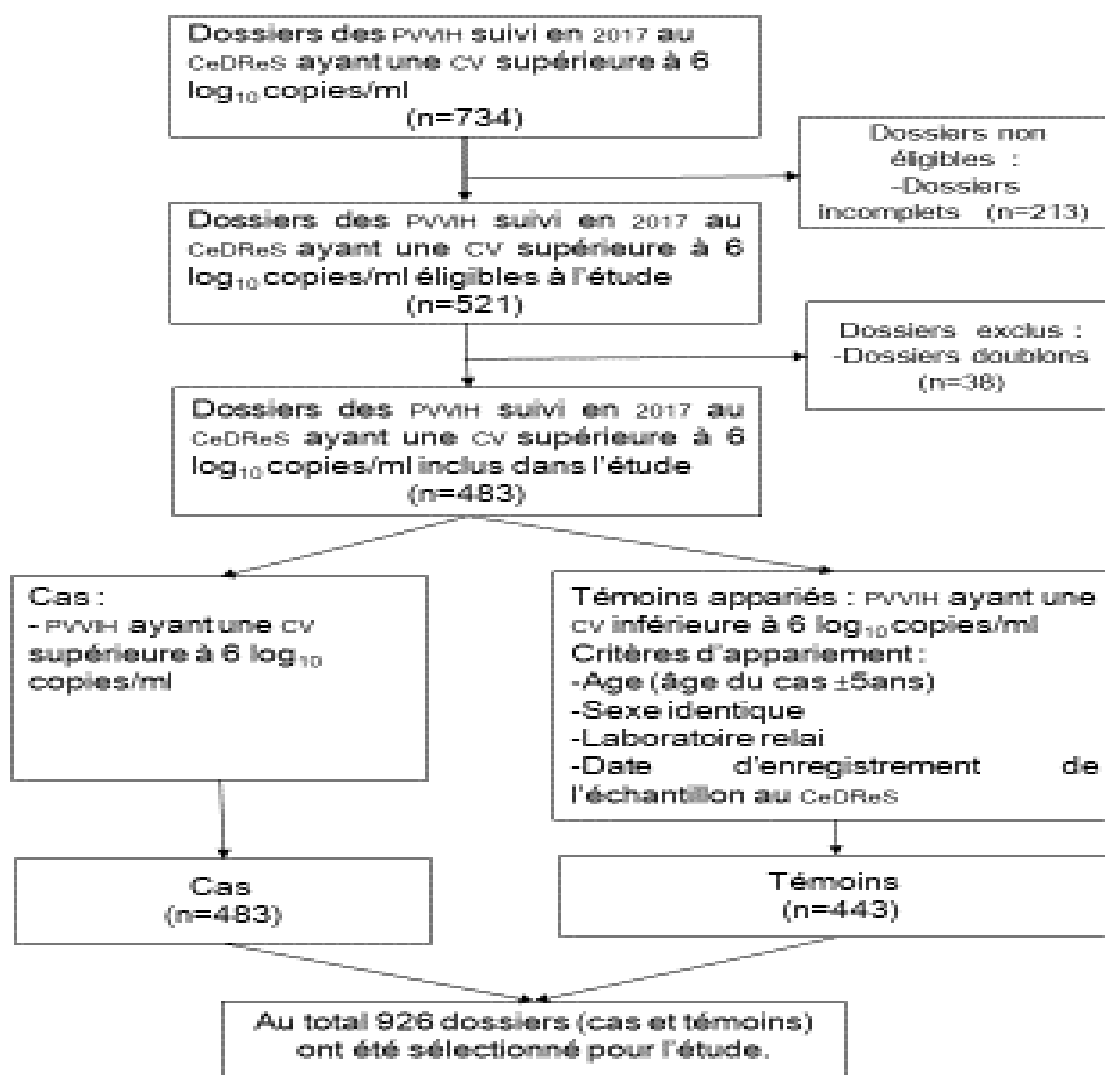 Dossiers des PVVIH suivi en 2017 au
CeDReS ayant une CV supérieure à 6
log₁₀ copies/ml
(n=734)
Dossiers non
éligibles :
-Dossiers
incomplets (n=213)
Dossiers des PVVIH suivi en 2017 au
CeDReS ayant une CV supérieure à 6
log₁₀ copies/ml éligibles à l'étude
(n=521)
Dossiers exclus :
-Dossiers doublons
(n=38)
Dossiers des PVVIH suivi en 2017 au
CeDReS ayant une CV supérieure à 6
log₁₀ copies/ml inclus dans l'étude
(n=483)
Cas :
- PVVIH ayant une CV
supérieure à 6 log₁₀
copies/ml
Témoins appariés : PVVIH ayant une
CV inférieure à 6 log₁₀ copies/ml
Critères d'appariement :
-Age (âge du cas ±5ans)
-Sexe identique
-Laboratoire relai
-Date d'enregistrement de
l'échantillon au CeDReS
Cas
(n=483)
Témoins
(n=443)
Au total 926 dossiers (cas et témoins)
ont été sélectionné pour l'étude.